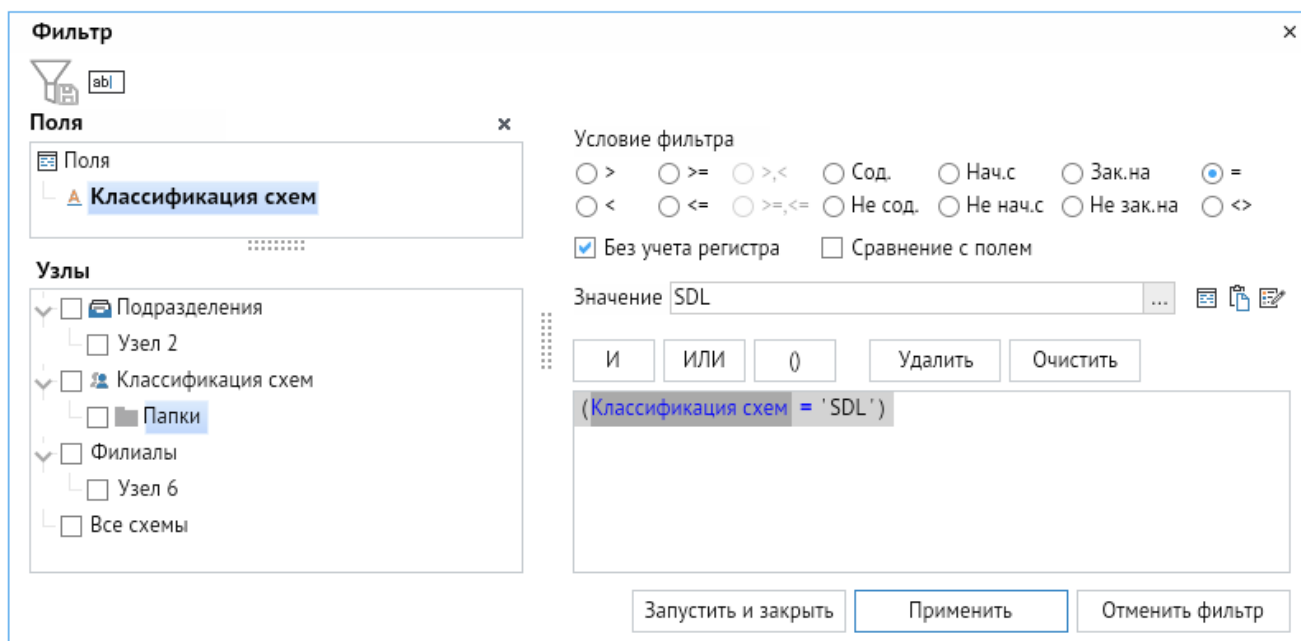 Фильтр
ab|
Поля
Поля
Классификация схем
Узлы
Подразделения
Узел 2
Классификация схем
Папки
Филиалы
Узел 6
Все схемы
Условие фильтра
> >= >,< Сод. Нач.с Зак.на =
< <= >=,<= Не сод. Не нач.с Не зак.на <>
Без учета регистра Сравнение с полем
Значение SDL ...
И ИЛИ () Удалить Очистить
(Классификация схем = 'SDL')
Запустить и закрыть Применить Отменить фильтр